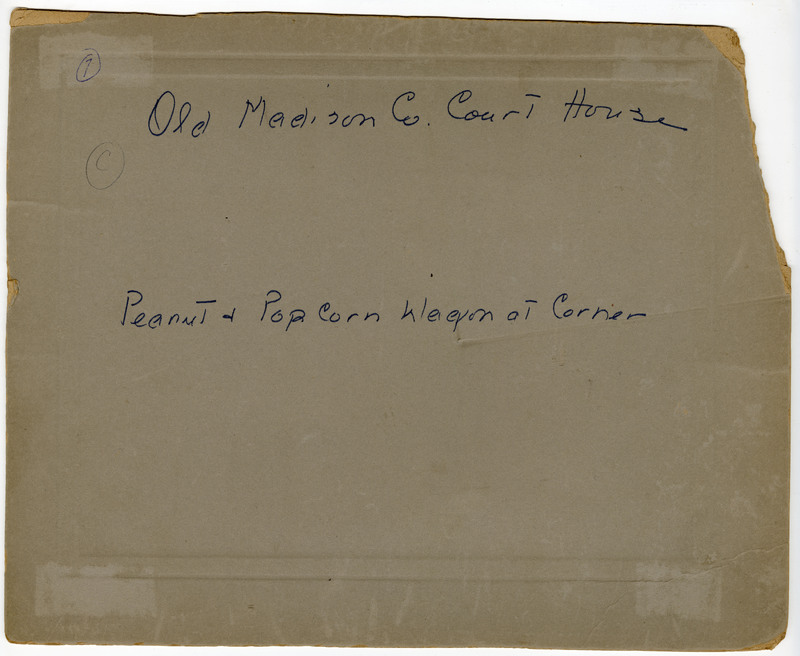 Old Madison Co. Court House
C
Peanut & Pop Corn Wagon at Corner